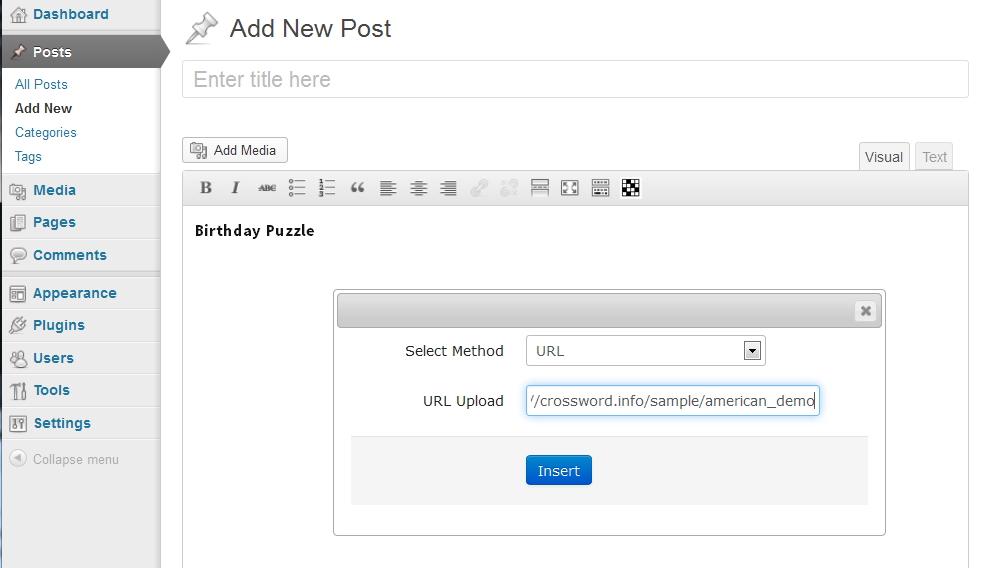 Dashboard
Posts
All Posts
Add New
Categories
Tags
Media
Pages
Comments
Appearance
Plugins
Users
Tools
Settings
Collapse menu
Add New Post
Enter title here
Add Media
Visual
Text
B I ABC
Birthday Puzzle
Select Method URL
URL Upload //crossword.info/sample/american_demo
Insert